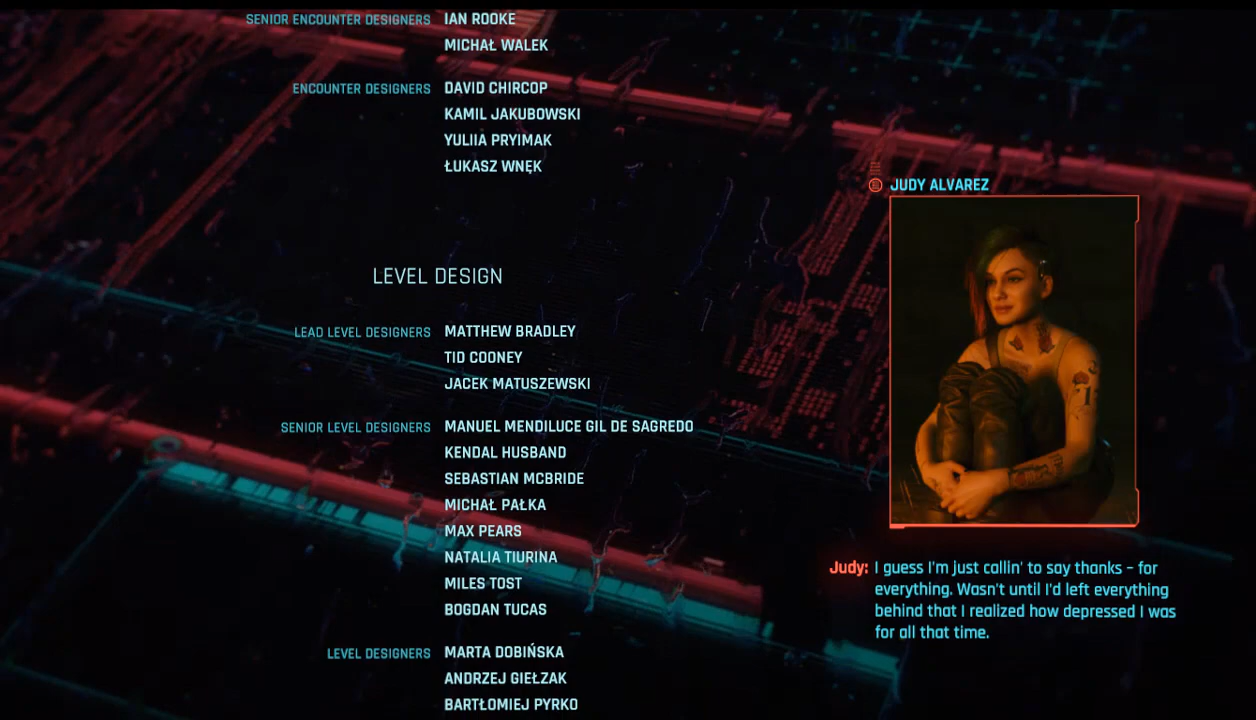 SENIOR ENCOUNTER DESIGNERS IAN ROOKE
MICHAŁ WALEK
ENCOUNTER DESIGNERS DAVID CHIRCOP
KAMIL JAKUBOWSKI
YULIIA PRYIMAK
ŁUKASZ WNĘK
LEVEL DESIGN
LEAD LEVEL DESIGNERS MATTHEW BRADLEY
TID COONEY
JACEK MATUSZEWSKI
SENIOR LEVEL DESIGNERS MANUEL MENDILUCE GIL DE SAGREDO
KENDAL HUSBAND
SEBASTIAN MCBRIDE
MICHAŁ PAŁKA
MAX PEARS
NATALIA TIURINA
MILES TOST
BOGDAN TUCAS
LEVEL DESIGNERS MARTA DOBIŃSKA
ANDRZEJ GIEŁZAK
BARTŁOMIEJ PYRKO
JUDY ALVAREZ
Judy: I guess I'm just callin' to say thanks – for
everything. Wasn't until I'd left everything
behind that I realized how depressed I was
for all that time.